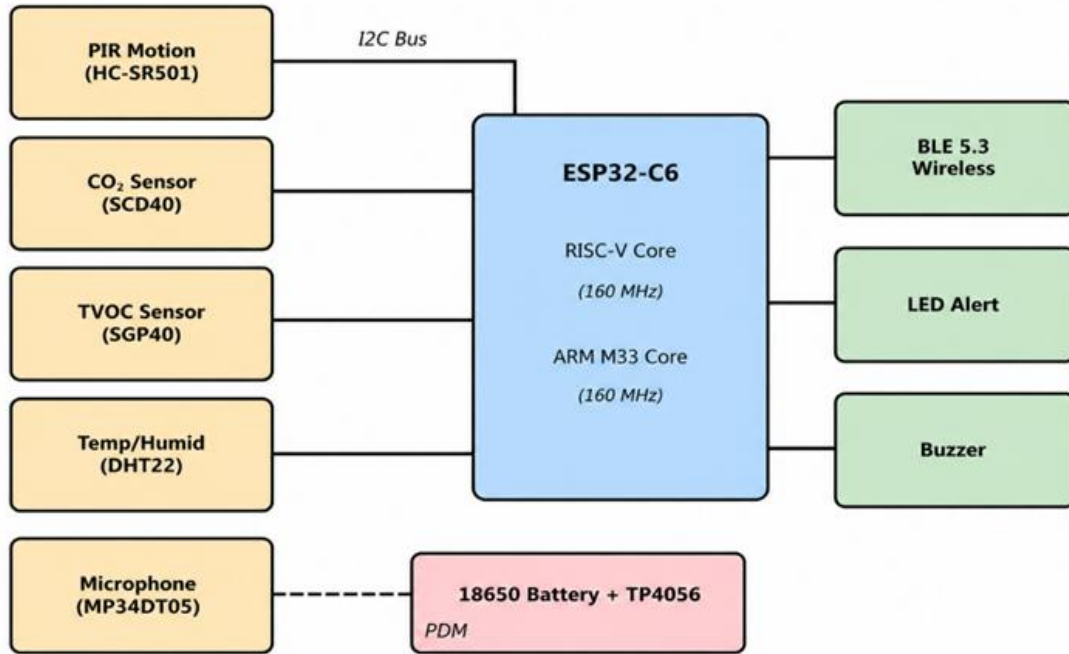 PIR Motion
(HC-SR501)
I2C Bus
CO₂ Sensor
(SCD40)
TVOC Sensor
(SGP40)
Temp/Humid
(DHT22)
Microphone
(MP34DT05)
ESP32-C6
RISC-V Core
(160 MHz)
ARM M33 Core
(160 MHz)
18650 Battery + TP4056
PDM
BLE 5.3
Wireless
LED Alert
Buzzer